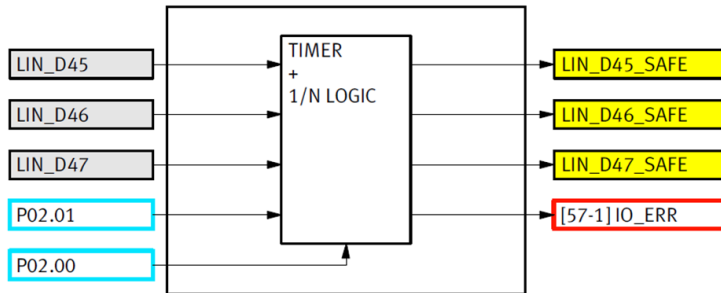 TIMER
+
1/N LOGIC
LIN_D45
LIN_D46
LIN_D47
P02.01
P02.00
LIN_D45_SAFE
LIN_D46_SAFE
LIN_D47_SAFE
[57-1] IO_ERR